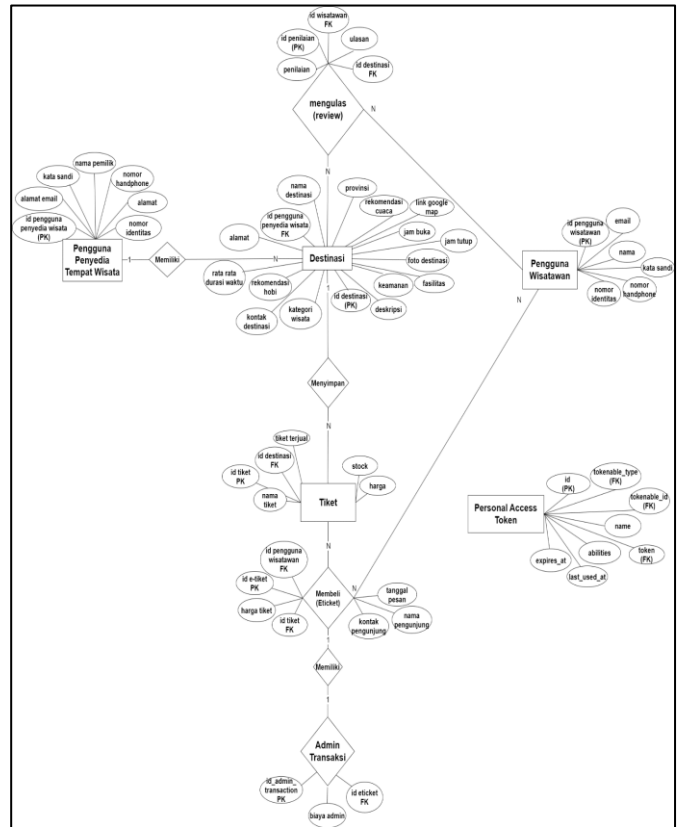 id wisatawan
FK
id penilaian
(PK)
ulasan
penilaian
id destinasi
FK
mengulas
(review)
N
N
nama pemilik
kata sandi
nomor
handphone
alamat email
alamat
id pengguna
penyedia wisata
(PK)
nomor
identitas
Pengguna
Penyedia
Tempat Wisata
1
Memiliki
N
nama
destinasi
provinsi
rekomendasi
cuaca
link google
map
id pengguna
penyedia wisata
FK
jam buka
alamat
jam tutup
Destinasi
foto destinasi
rata rata
durasi waktu
rekomendasi
hobi
keamanan
fasilitas
id destinasi
(PK)
deskripsi
kontak
destinasi
kategori
wisata
1
id pengguna
wisatawan
(PK)
email
nama
Pengguna
Wisatawan
kata sandi
nomor
identitas
nomor
handphone
N
Menyimpan
N
tiket terjual
id destinasi
FK
id tiket
PK
nama
tiket
stock
harga
Tiket
N
id
(PK)
tokenable_type
(FK)
tokenable_id
(FK)
Personal Access
Token
name
abilities
token
(FK)
expires_at
last_used_at
id pengguna
wisatawan
FK
id e-tiket
PK
harga tiket
id tiket
FK
Membeli
(Eticket)
N
tanggal
pesan
nama
pengunjung
kontak
pengunjung
1
Memiliki
1
Admin
Transaksi
id_admin_
transaction
PK
id eticket
FK
biaya admin